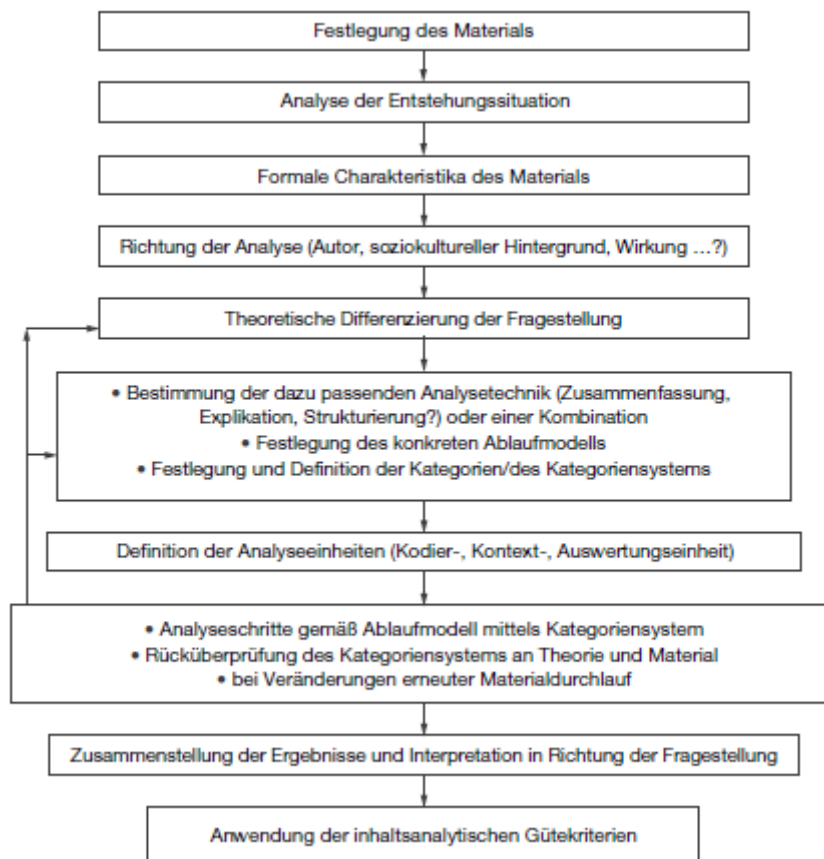 Festlegung des Materials
Analyse der Entstehungssituation
Formale Charakteristika des Materials
Richtung der Analyse (Autor, soziokultureller Hintergrund, Wirkung …?)
Theoretische Differenzierung der Fragestellung
• Bestimmung der dazu passenden Analysetechnik (Zusammenfassung,
Explikation, Strukturierung?) oder einer Kombination
• Festlegung des konkreten Ablaufmodells
• Festlegung und Definition der Kategorien/des Kategoriensystems
Definition der Analyseeinheiten (Kodier-, Kontext-, Auswertungseinheit)
• Analyseschritte gemäß Ablaufmodell mittels Kategoriensystem
• Rücküberprüfung des Kategoriensystems an Theorie und Material
• bei Veränderungen erneuter Materialdurchlauf
Zusammenstellung der Ergebnisse und Interpretation in Richtung der Fragestellung
Anwendung der inhaltsanalytischen Gütekriterien